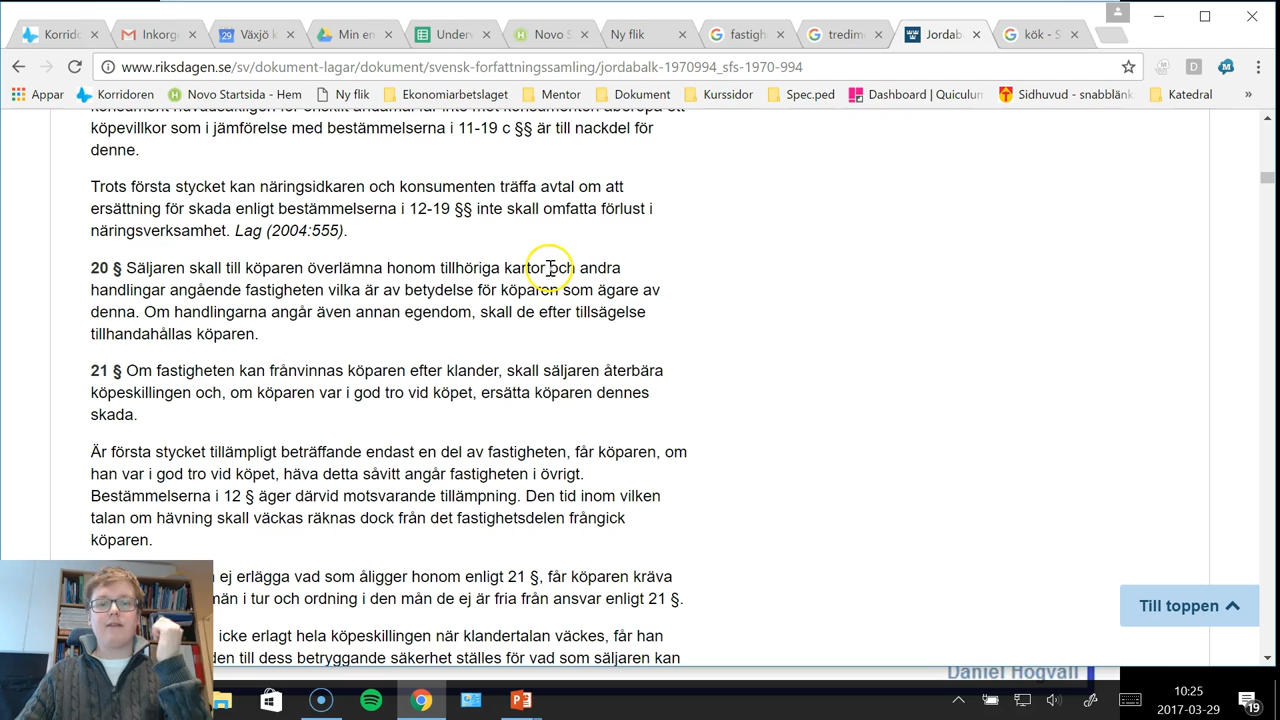 Korrido
Inkorg
29 Växjö k
Min en
Under
Novo S
Ny flik
fastigh
tredim
Jordab
kök - S
www.riksdagen.se/sv/dokument-lagar/dokument/svensk-forfattningssamling/jordabalk-1970994_sfs-1970-994
Appar
Korridoren
Novo Startsida - Hem
Ny flik
Ekonomiarbetslaget
Mentor
Dokument
Kurssidor
Spec.ped
Dashboard | Quiculum
Sidhuvud - snabblänk
Katedral
»
köpevillkor som i jämförelse med bestämmelserna i 11-19 c §§ är till nackdel för
denne.
Trots första stycket kan näringsidkaren och konsumenten träffa avtal om att
ersättning för skada enligt bestämmelserna i 12-19 §§ inte skall omfatta förlust i
näringsverksamhet. Lag (2004:555).
20 § Säljaren skall till köparen överlämna honom tillhöriga kartor och andra
handlingar angående fastigheten vilka är av betydelse för köparen som ägare av
denna. Om handlingarna angår även annan egendom, skall de efter tillsägelse
tillhandahållas köparen.
21 § Om fastigheten kan frånvinnas köparen efter klander, skall säljaren återbära
köpeskillingen och, om köparen var i god tro vid köpet, ersätta köparen dennes
skada.
Är första stycket tillämpligt beträffande endast en del av fastigheten, får köparen, om
han var i god tro vid köpet, häva detta såvitt angår fastigheten i övrigt.
Bestämmelserna i 12 § äger därvid motsvarande tillämpning. Den tid inom vilken
talan om hävning skall väckas räknas dock från det fastighetsdelen frångick
köparen.
ej erlägga vad som åligger honom enligt 21 §, får köparen kräva
män i tur och ordning i den mån de ej är fria från ansvar enligt 21 §.
icke erlagt hela köpeskillingen när klandertalan väckes, får han
den till dess betryggande säkerhet ställes för vad som säljaren kan
Till toppen
Daniel Hogvall
10:25
2017-03-29
19